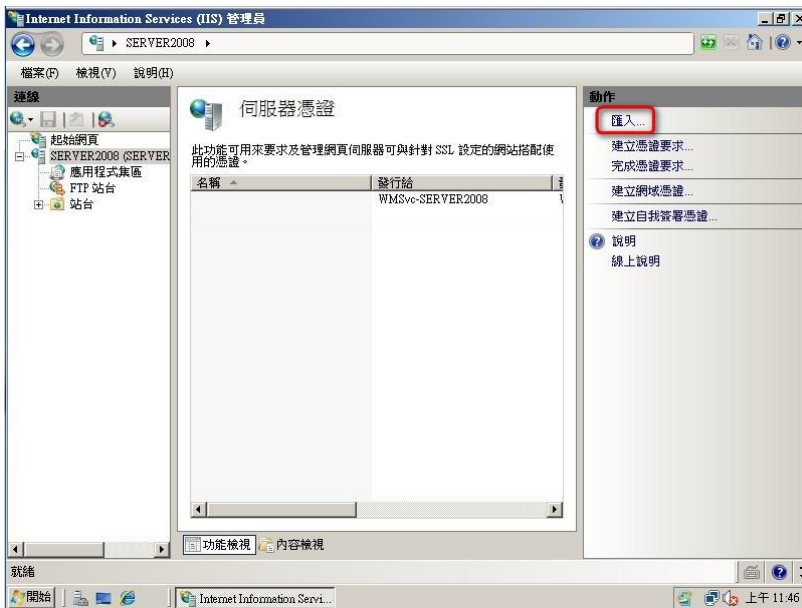 Internet Information Services (IIS) 管理員
SERVER2008
檔案(F) 檢視(V) 說明(H)
連線
起始網頁
SERVER2008 (SERVER
應用程式集區
FTP 站台
站台
伺服器憑證
此功能可用來要求及管理網頁伺服器可與針對 SSL 設定的網站搭配使
用的憑證。
名稱 發行給
WMSvc-SERVER2008
功能檢視 內容檢視
動作
匯入...
建立憑證要求...
完成憑證要求...
建立網域憑證...
建立自我簽署憑證...
說明
線上說明
就緒
開始 Internet Information Servi... 上午 11:46